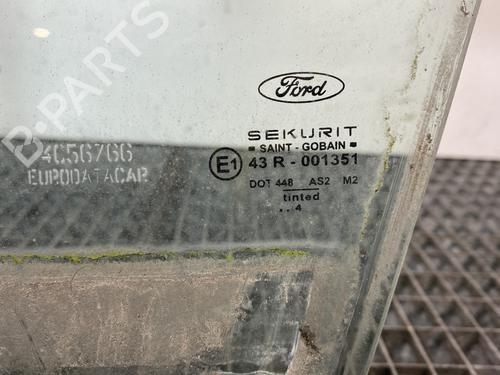 B-PARTS
Ford
SEKURIT
SAINT - GOBAIN
E1 43 R - 001351
DOT 448 AS2 M2
tinted
. . 4
4C56766
EURODATACAR